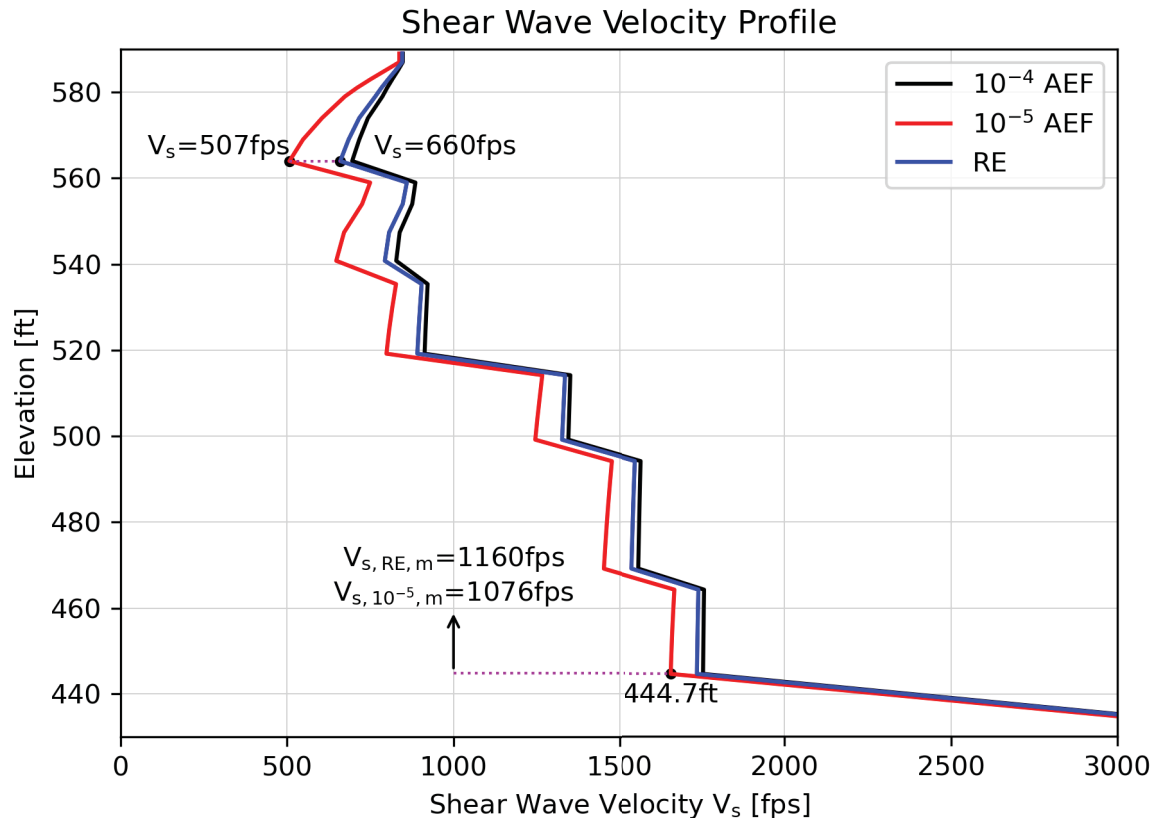 Shear Wave Velocity Profile
10⁻⁴ AEF
10⁻⁵ AEF
RE
Vₛ=507fps
Vₛ=660fps
V_{s, RE, m}=1160fps
V_{s, 10⁻⁵, m}=1076fps
444.7ft
Elevation [ft]
580
560
540
520
500
480
460
440
0 500 1000 1500 2000 2500 3000
Shear Wave Velocity Vₛ [fps]